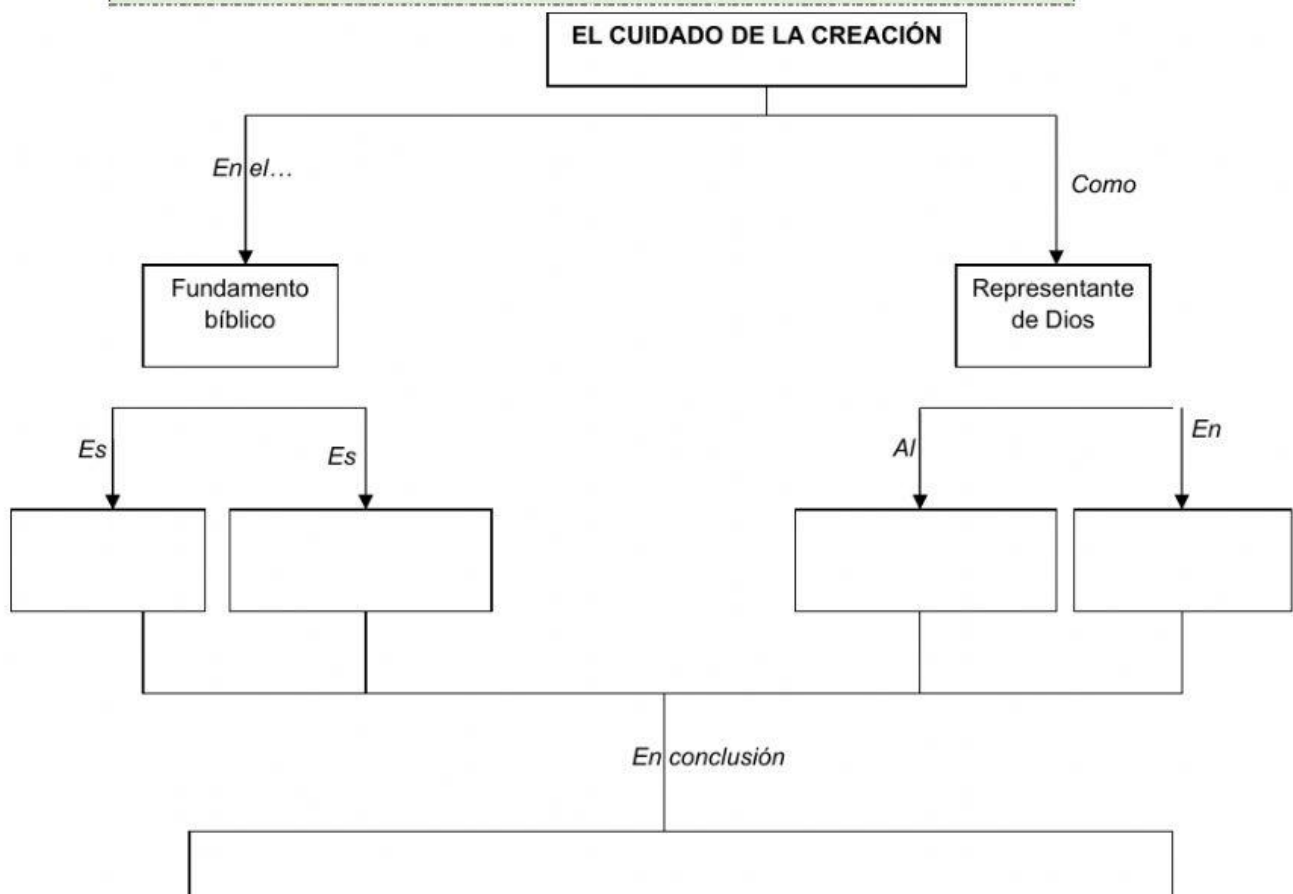 EL CUIDADO DE LA CREACIÓN
En el…
Como
Fundamento
bíblico
Representante
de Dios
Es
Es
Al
En
En conclusión